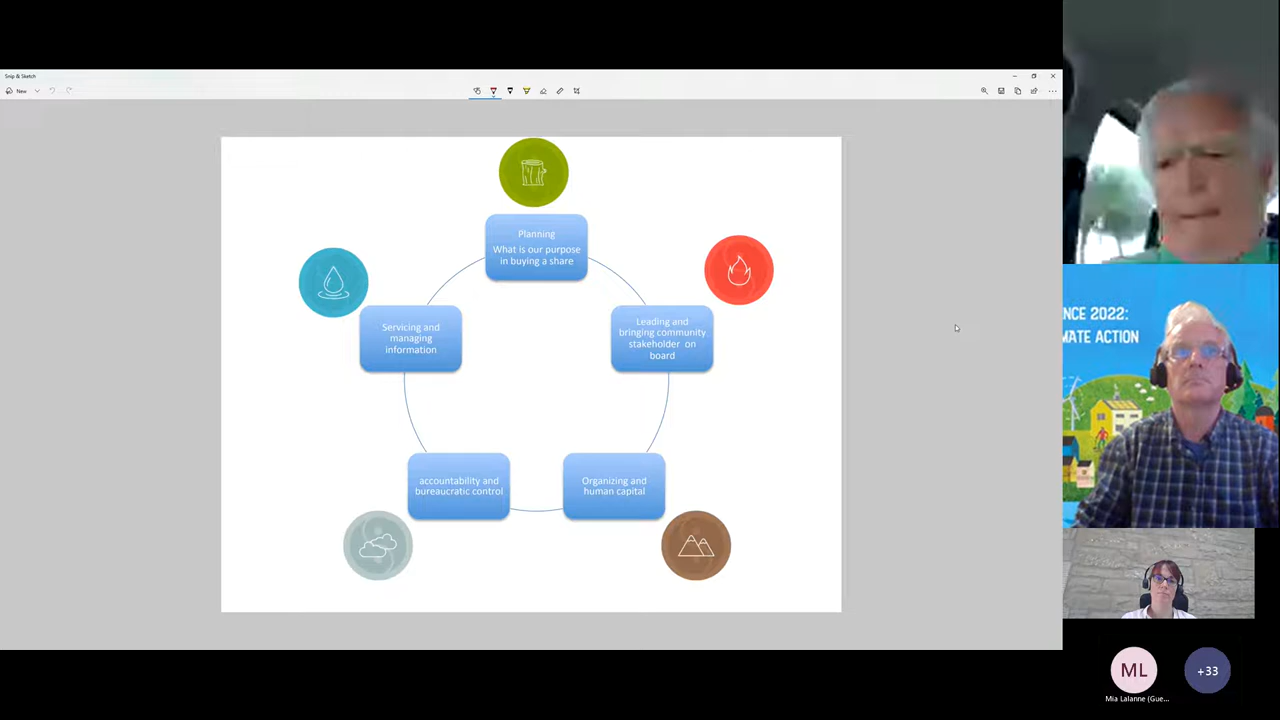 Snip & Sketch
New
Planning
What is our purpose
in buying a share
Leading and
bringing community
stakeholder on
board
Servicing and
managing
information
accountability and
bureaucratic control
Organizing and
human capital
NCE 2022:
MATE ACTION
ML
+33
Mia Lalanne (Gue...